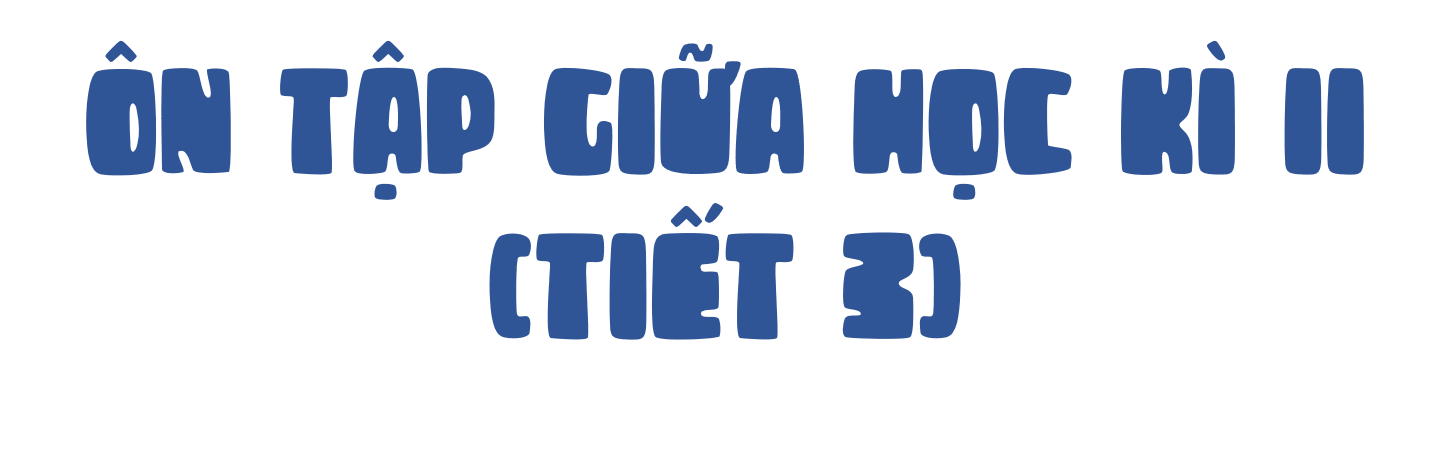 ÔN TẬP GIỮA HỌC KÌ II
(TIẾT 3)